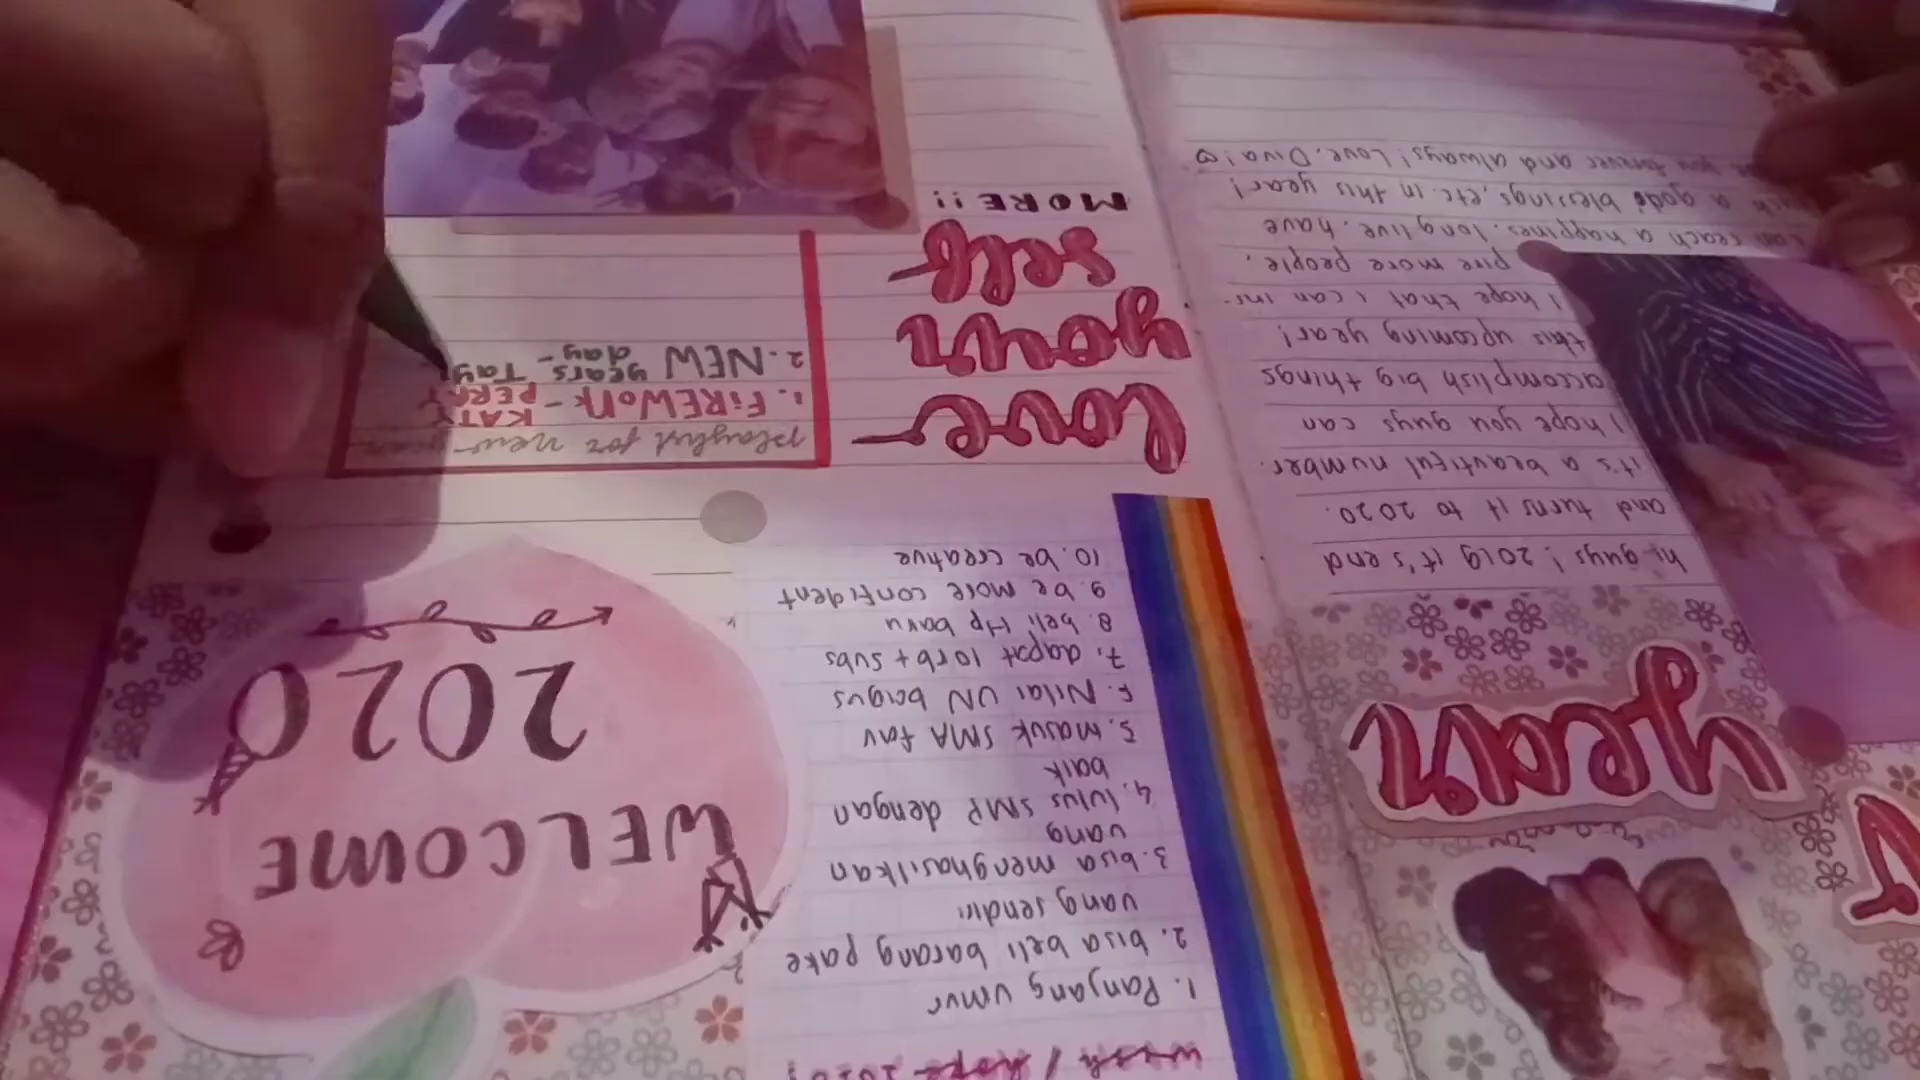 year
hi guys! 2019 it's end
and turns it to 2020.
it's a beautiful number.
I hope you guys can
accomplish big things
this upcoming year!
I hope that i can ins-
pire more people,
can reach a happines, long live, have
such a gods blessings, etc. in this year!
you forever and always! Love, Diva!
wish / hope 2020!
1. Panjang umur
2. bisa beli barang pake
uang sendiri
3. bisa menghasilkan
uang
4. lulus SMP dengan
baik
5. masuk SMA fav
F. Nilai UN bagus
7. dapat 10rb+ subs
8. beli Hp baru
9. be more confident
10. be creative
WELCOME
2020
love
your
self
MORE!!
playlist for new year
1. FiREWORK - KATY
PERRY
2. NEW years - Tay
day